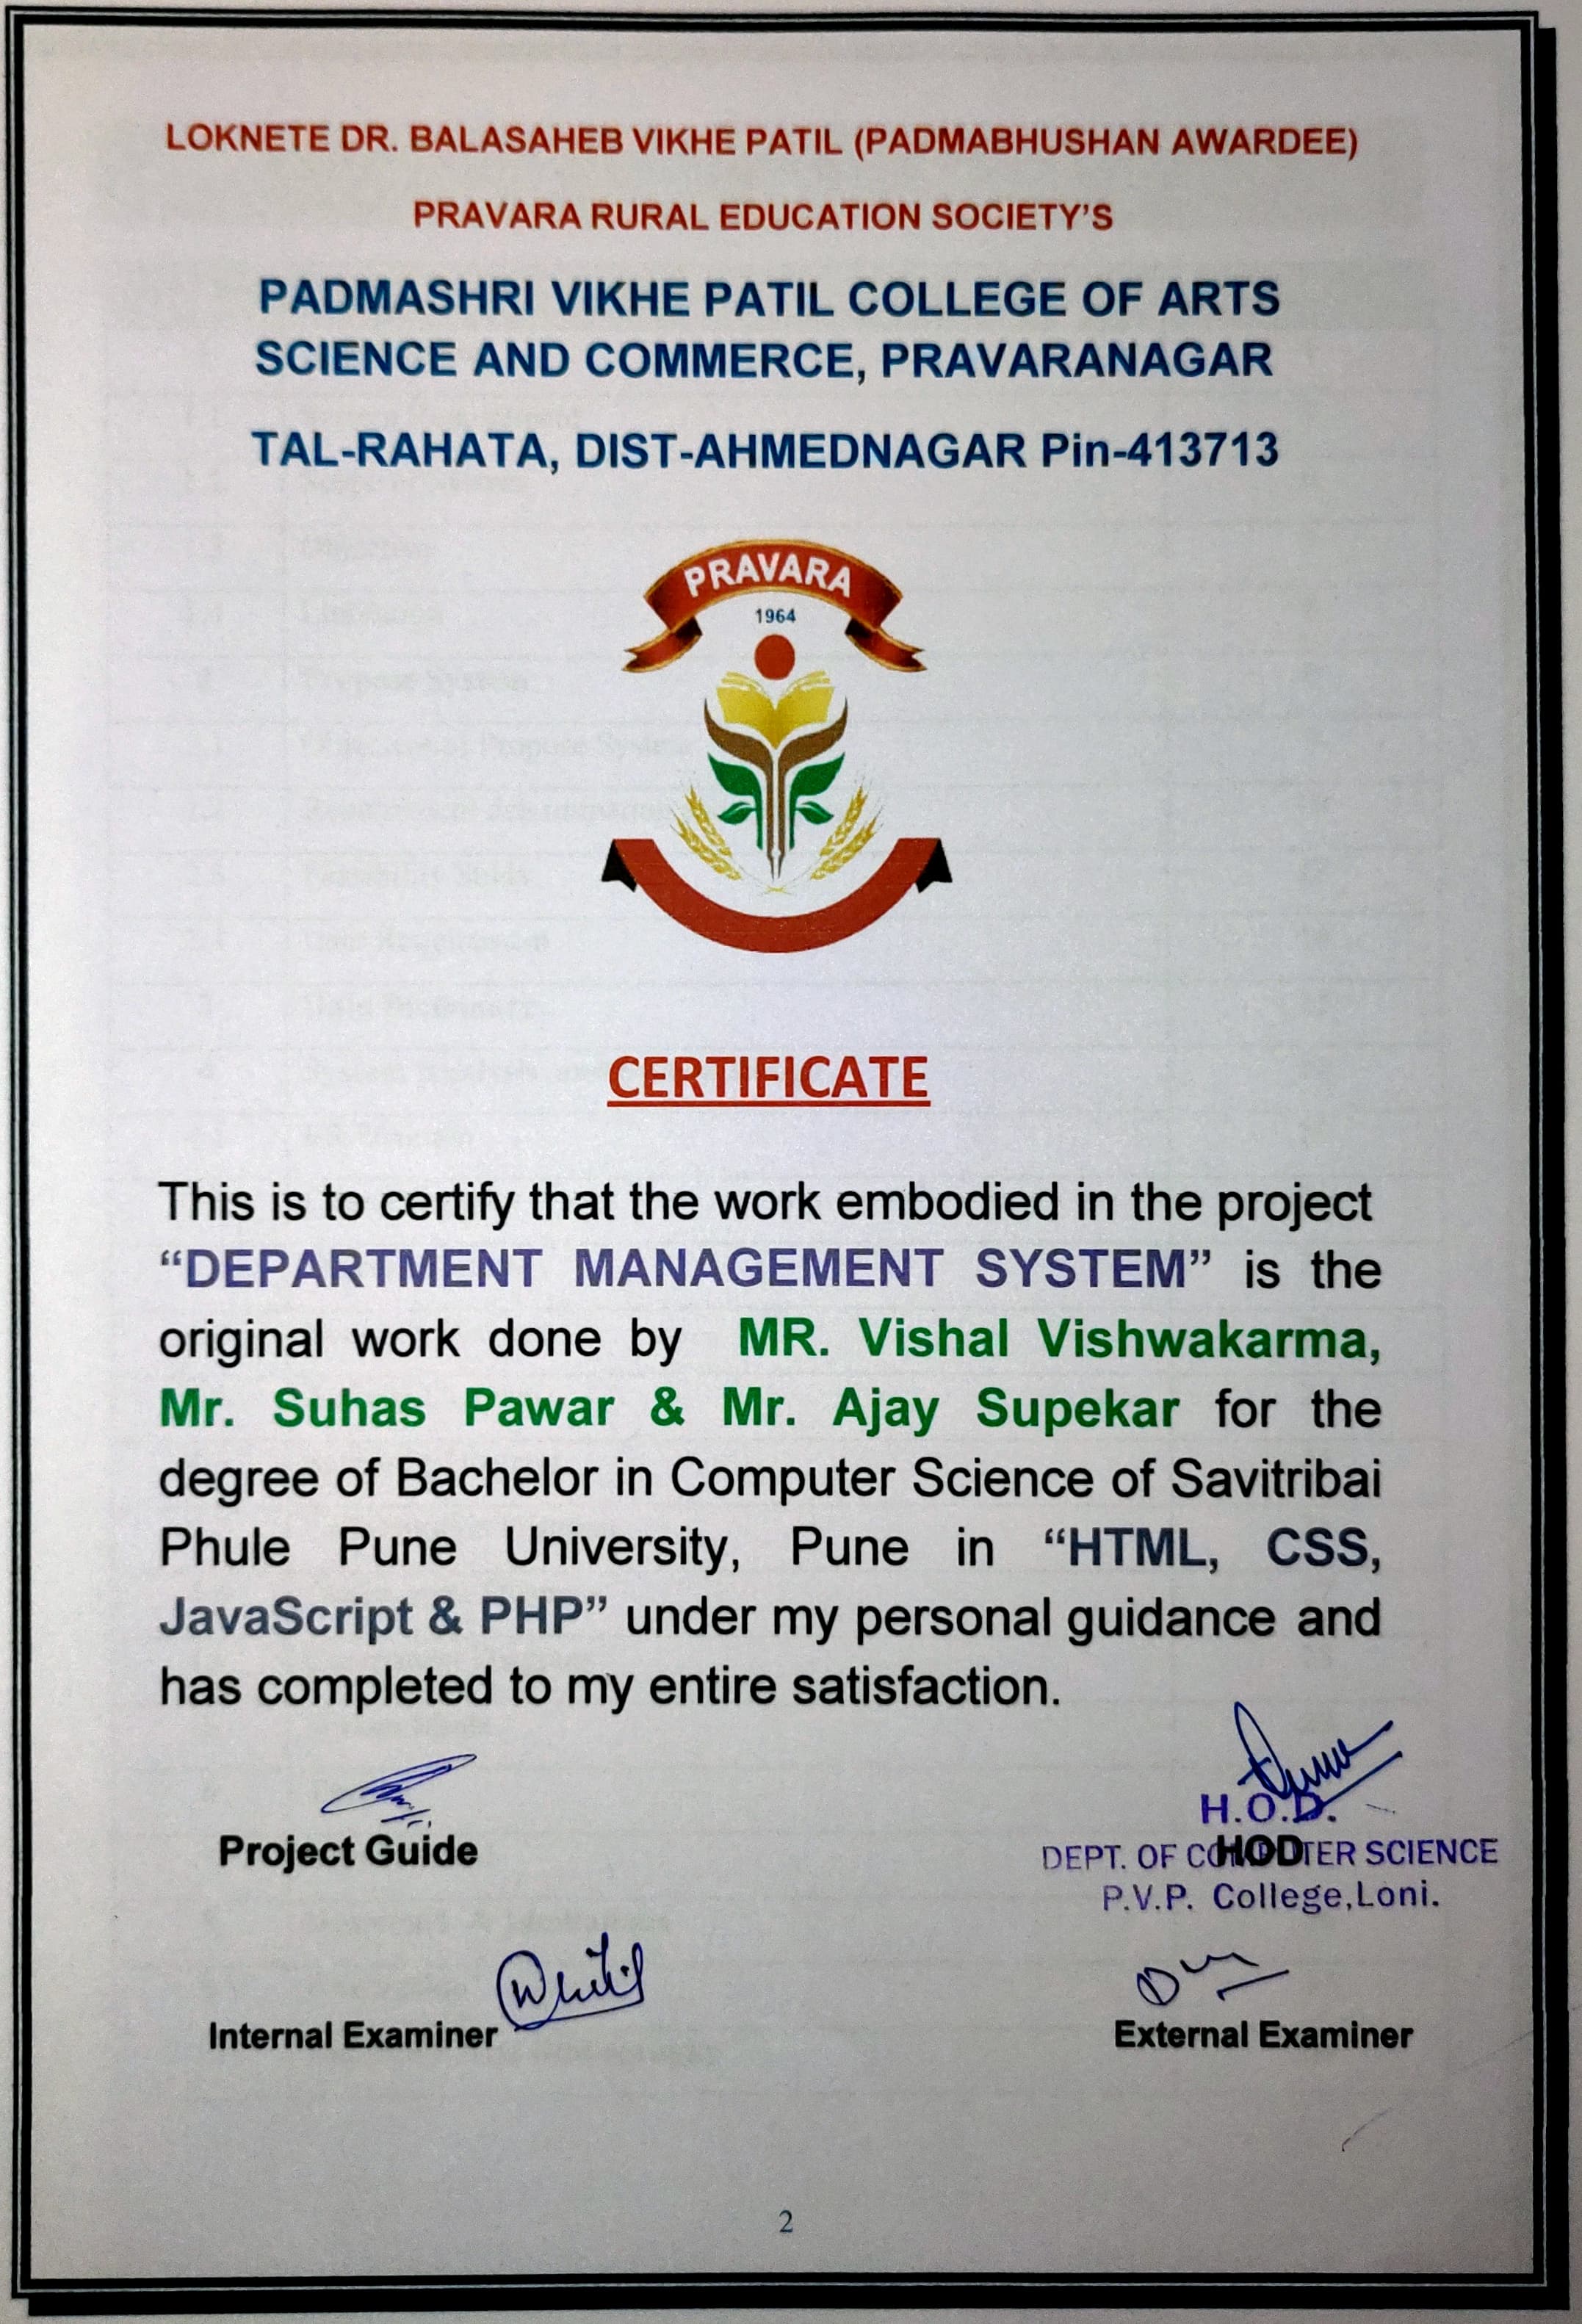 LOKNETE DR. BALASAHEB VIKHE PATIL (PADMABHUSHAN AWARDEE)
PRAVARA RURAL EDUCATION SOCIETY’S
PADMASHRI VIKHE PATIL COLLEGE OF ARTS
SCIENCE AND COMMERCE, PRAVARANAGAR
TAL-RAHATA, DIST-AHMEDNAGAR Pin-413713
PRAVARA
1964
CERTIFICATE
This is to certify that the work embodied in the project
“DEPARTMENT MANAGEMENT SYSTEM” is the
original work done by MR. Vishal Vishwakarma,
Mr. Suhas Pawar & Mr. Ajay Supekar for the
degree of Bachelor in Computer Science of Savitribai
Phule Pune University, Pune in “HTML, CSS,
JavaScript & PHP” under my personal guidance and
has completed to my entire satisfaction.
H.O.D.
Project Guide
HOD
DEPT. OF COMPUTER SCIENCE
P.V.P. College,Loni.
Internal Examiner
External Examiner
2